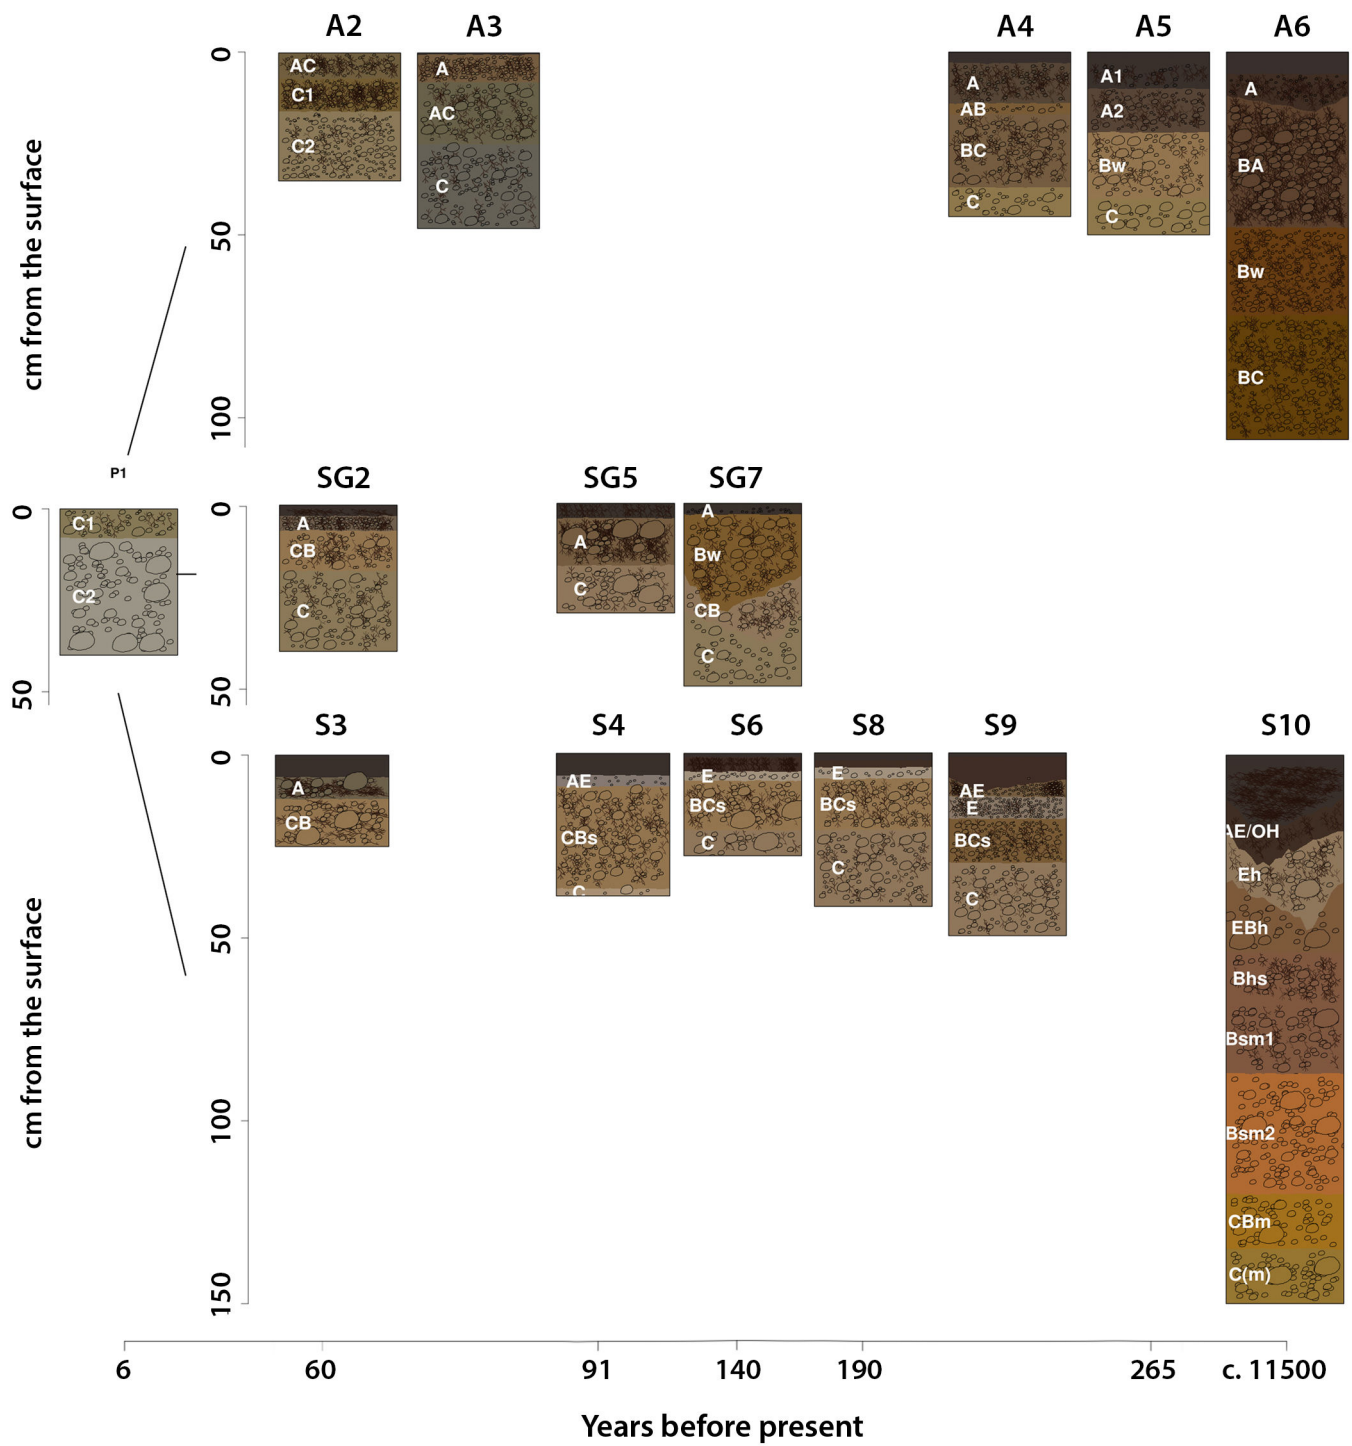 A2 A3 A4 A5 A6
0
50
100
cm from the surface
AC
C1
C2
A
AC
C
A
AB
BC
C
A1
A2
Bw
C
A
BA
Bw
BC
P1
0
50
C1
C2
SG2 SG5 SG7
0
50
A
CB
C
A
C
A
Bw
CB
C
S3 S4 S6 S8 S9 S10
0
50
100
150
cm from the surface
A
CB
AE
CBs
C
E
BCs
C
E
BCs
C
AE
E
BCs
C
AE/OH
Eh
EBh
Bhs
Bsm1
Bsm2
CBm
C(m)
6 60 91 140 190 265 c. 11500
Years before present